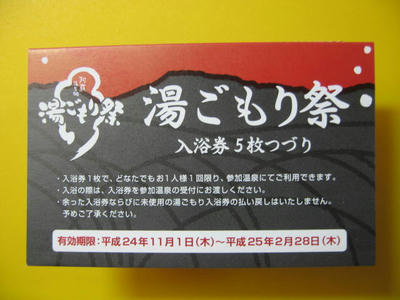 湯ごもり祭
湯ごもり祭
入浴券5枚つづり
・入浴券1枚で、どなたでもお1人様1回限り、参加温泉にてご利用できます。
・入浴の際は、入浴券を参加温泉の受付にお渡しください。
・余った入浴券ならびに未使用の湯ごもり入浴券の払い戻しはいたしません。
予めご了承ください。
有効期限：平成24年11月1日(木)～平成25年2月28日(木)